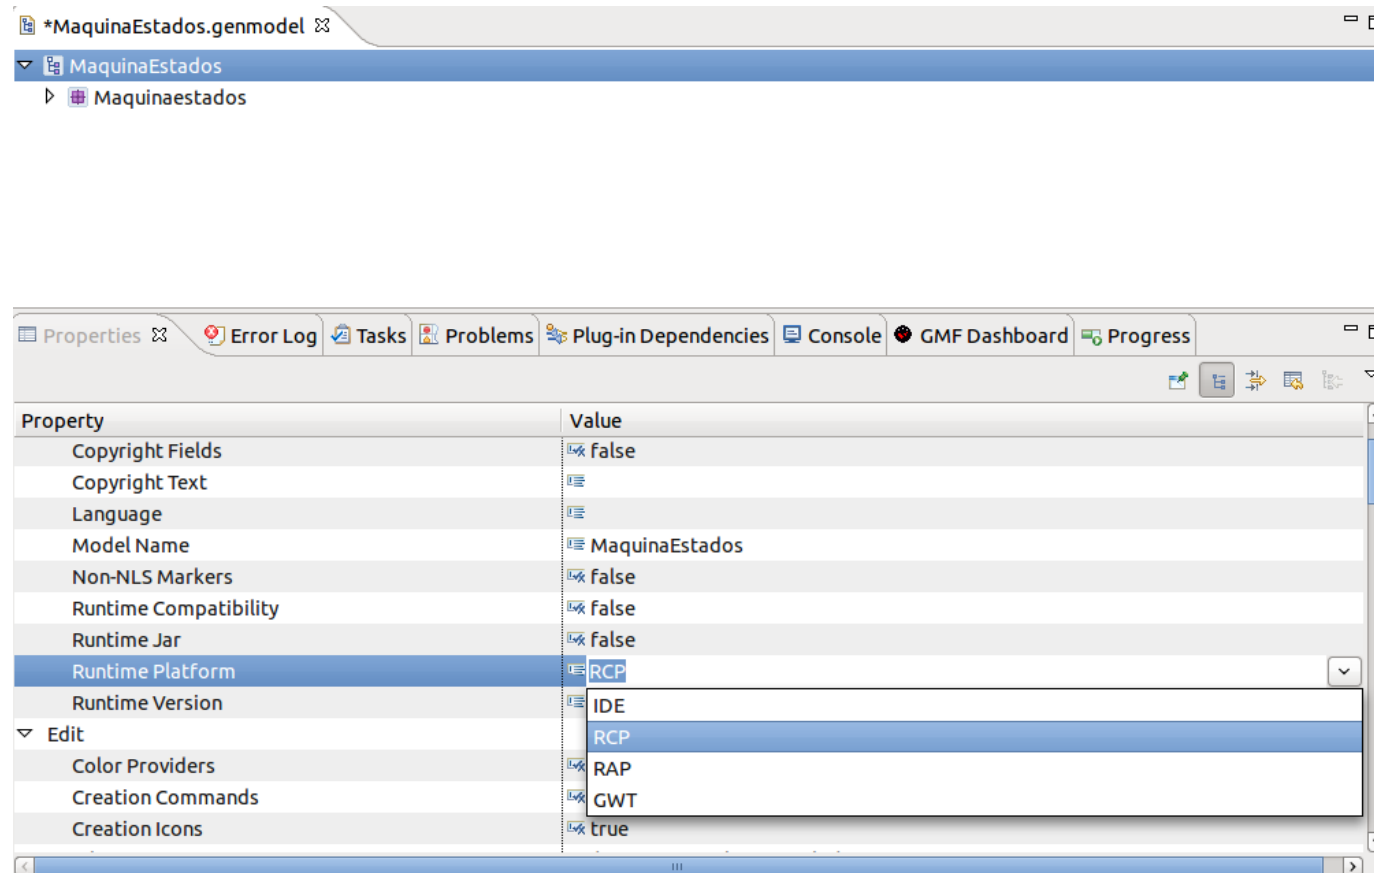 *MaquinaEstados.genmodel
MaquinaEstados
Maquinaestados
Properties Error Log Tasks Problems Plug-in Dependencies Console GMF Dashboard Progress
Property Value
Copyright Fields false
Copyright Text
Language
Model Name MaquinaEstados
Non-NLS Markers false
Runtime Compatibility false
Runtime Jar false
Runtime Platform RCP
Runtime Version
IDE
Edit
RCP
Color Providers
RAP
Creation Commands
GWT
Creation Icons true